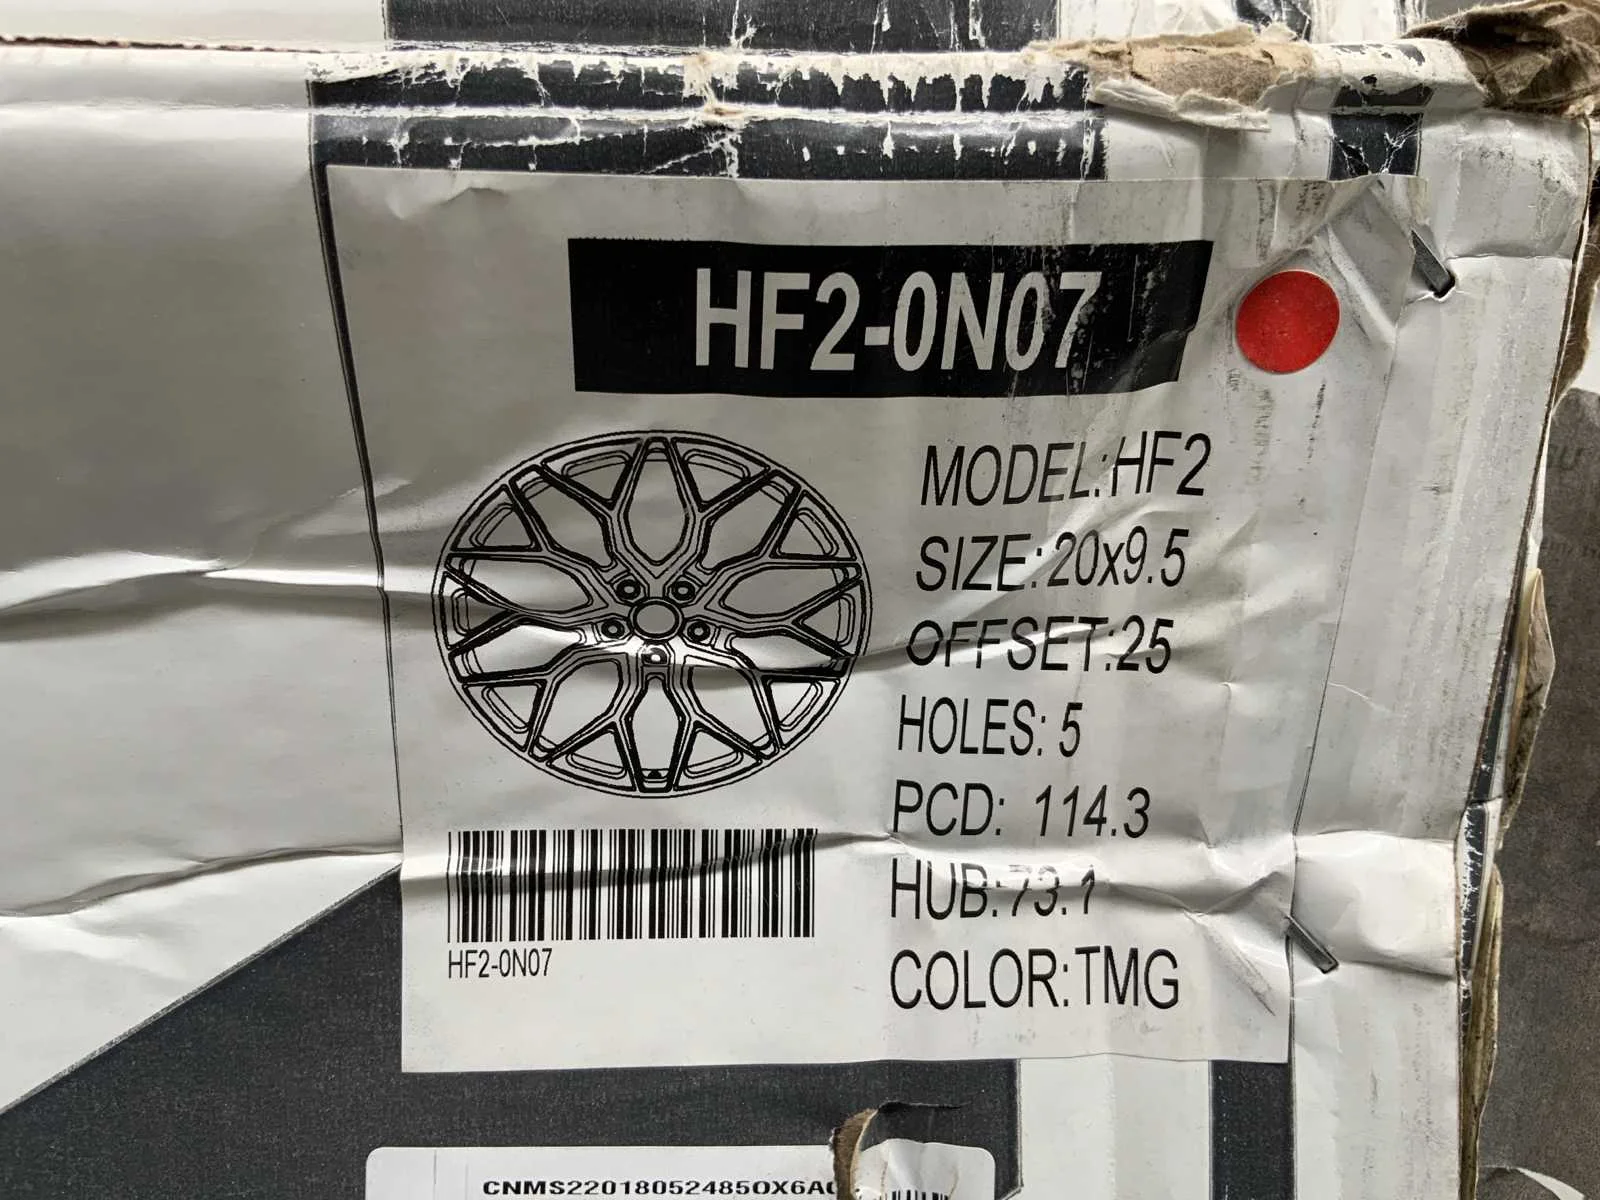 HF2-0N07
MODEL:HF2
SIZE:20x9.5
OFFSET:25
HOLES: 5
PCD: 114.3
HUB:73.1
COLOR:TMG
HF2-0N07